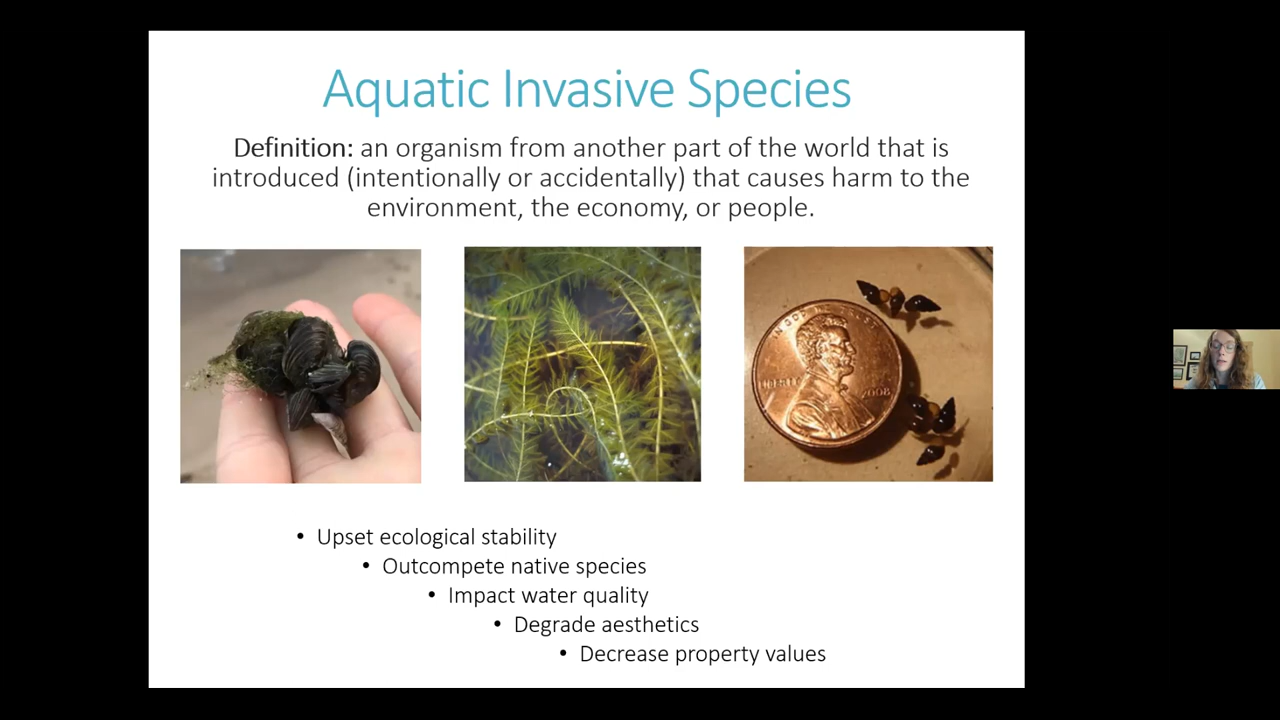 Aquatic Invasive Species
Definition: an organism from another part of the world that is
introduced (intentionally or accidentally) that causes harm to the
environment, the economy, or people.
2008
• Upset ecological stability
• Outcompete native species
• Impact water quality
• Degrade aesthetics
• Decrease property values